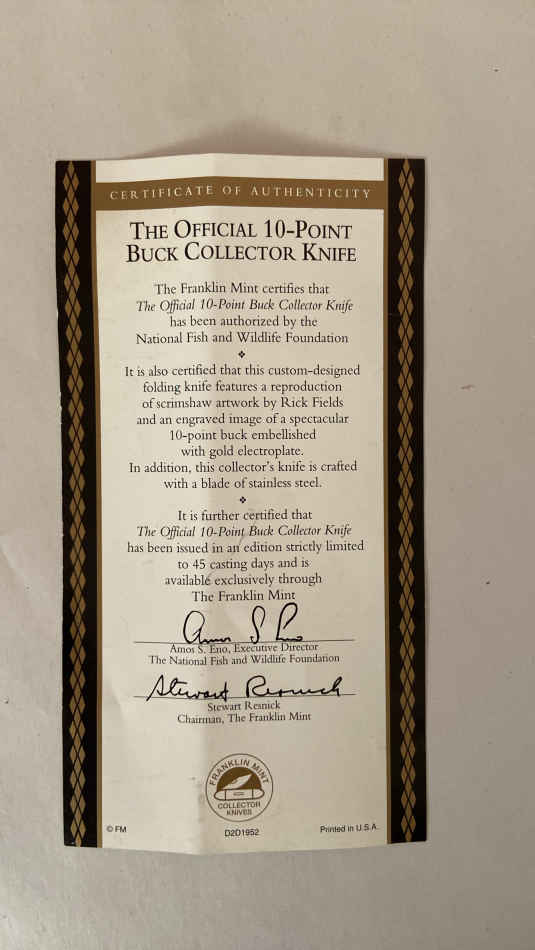 CERTIFICATE OF AUTHENTICITY
THE OFFICIAL 10-POINT
BUCK COLLECTOR KNIFE
The Franklin Mint certifies that
The Official 10-Point Buck Collector Knife
has been authorized by the
National Fish and Wildlife Foundation
It is also certified that this custom-designed
folding knife features a reproduction
of scrimshaw artwork by Rick Fields
and an engraved image of a spectacular
10-point buck embellished
with gold electroplate.
In addition, this collector's knife is crafted
with a blade of stainless steel.
It is further certified that
The Official 10-Point Buck Collector Knife
has been issued in an edition strictly limited
to 45 casting days and is
available exclusively through
The Franklin Mint
Amos S Eno
Amos S. Eno, Executive Director
The National Fish and Wildlife Foundation
Stewart Resnick
Stewart Resnick
Chairman, The Franklin Mint
FRANKLIN MINT
COLLECTOR
KNIVES
© FM
D2D1952
Printed in U.S.A.